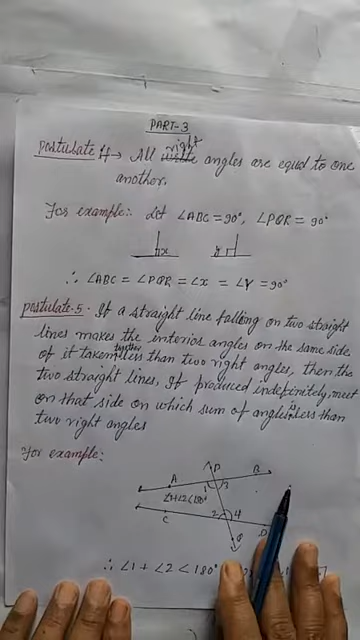 PART-3
Postulate 4→ All right angles are equal to one
another.
For example:- Let ∠ABC = 90°, ∠PQR = 90°
x
y
∴ ∠ABC = ∠PQR = ∠x = ∠Y = 90°
Postulate-5- If a straight line falling on two straight
lines makes the interior angles on the same side
of it taken together less than two right angles, then the
two straight lines, If produced indefinitely, meet
on that side on which sum of angles is less than
two right angles
For example:
P
A
B
1
3
∠1+∠2<180°
C
2
4
D
Q
∴ ∠1 + ∠2 < 180°